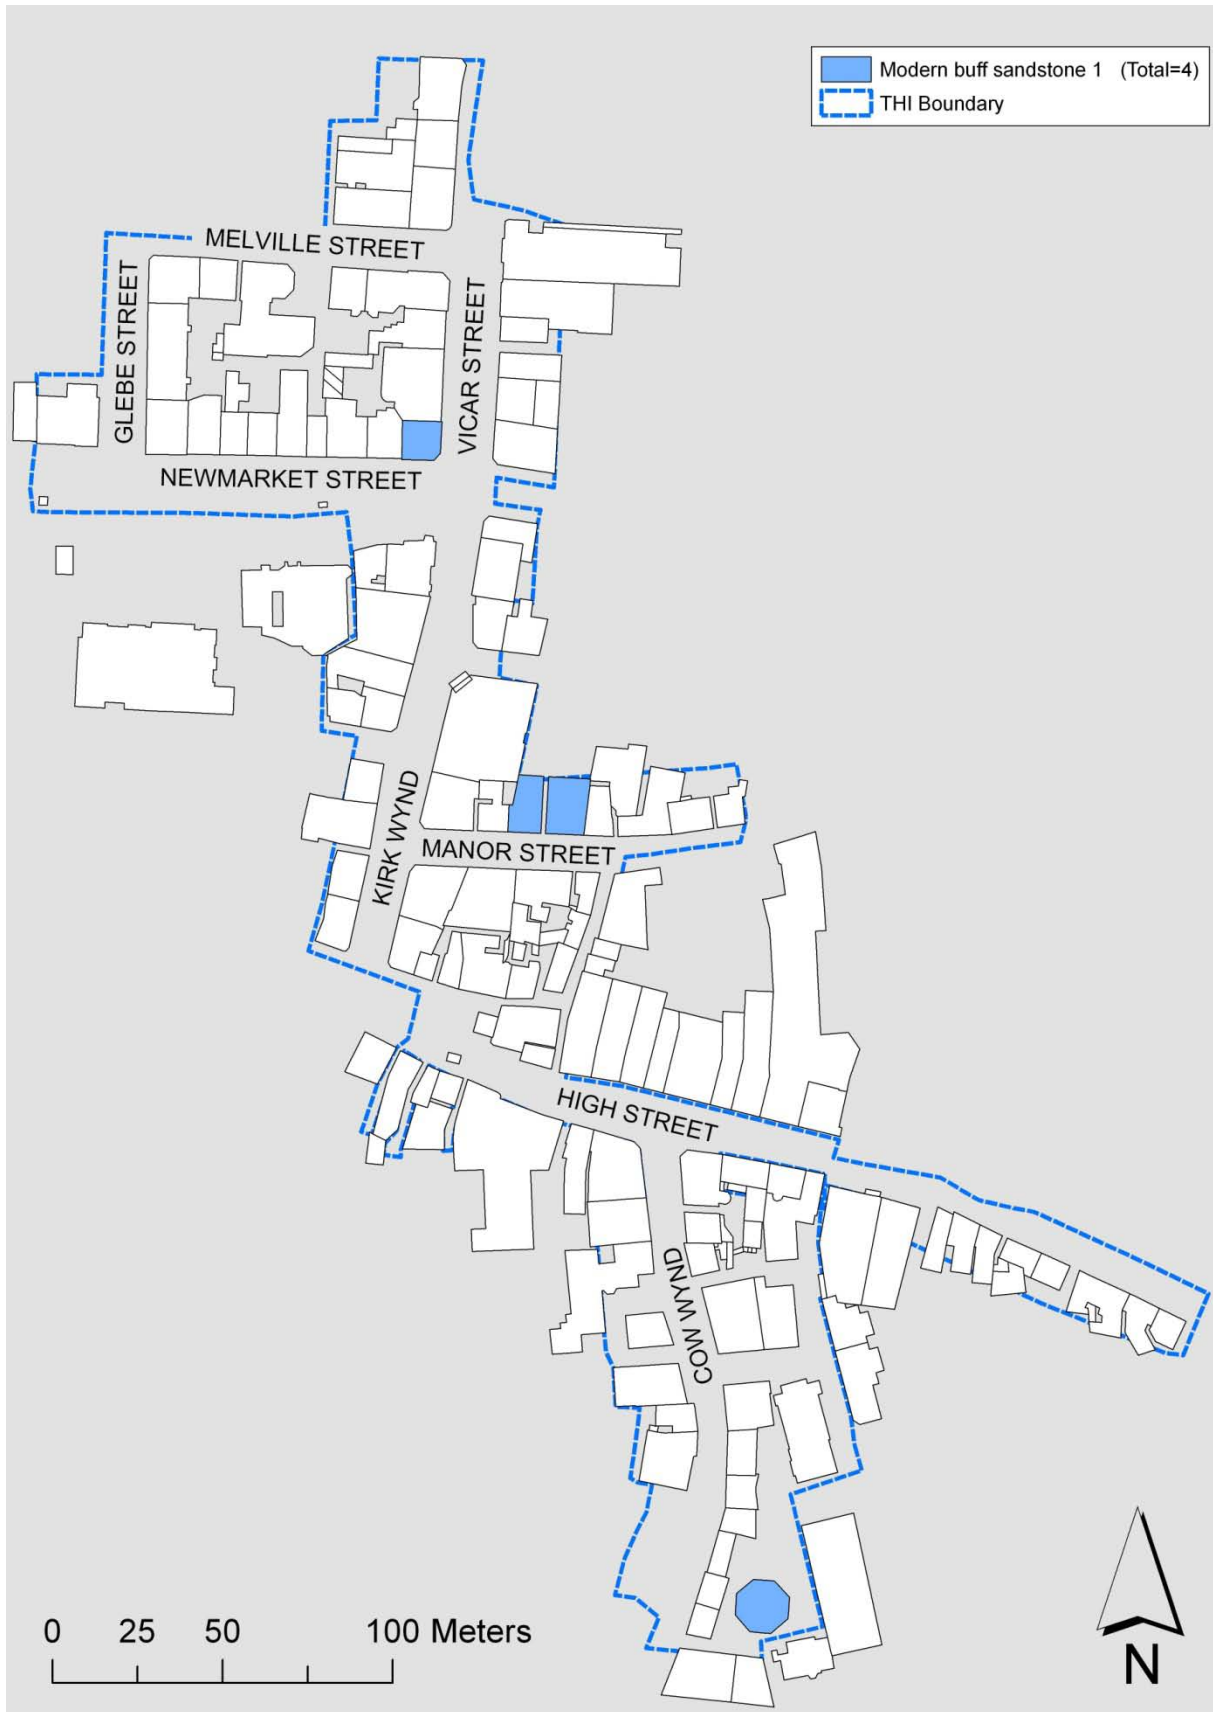 Modern buff sandstone 1 (Total=4)
THI Boundary
MELVILLE STREET
GLEBE STREET
VICAR STREET
NEWMARKET STREET
KIRK WYND
MANOR STREET
HIGH STREET
COW WYND
0 25 50 100 Meters
N